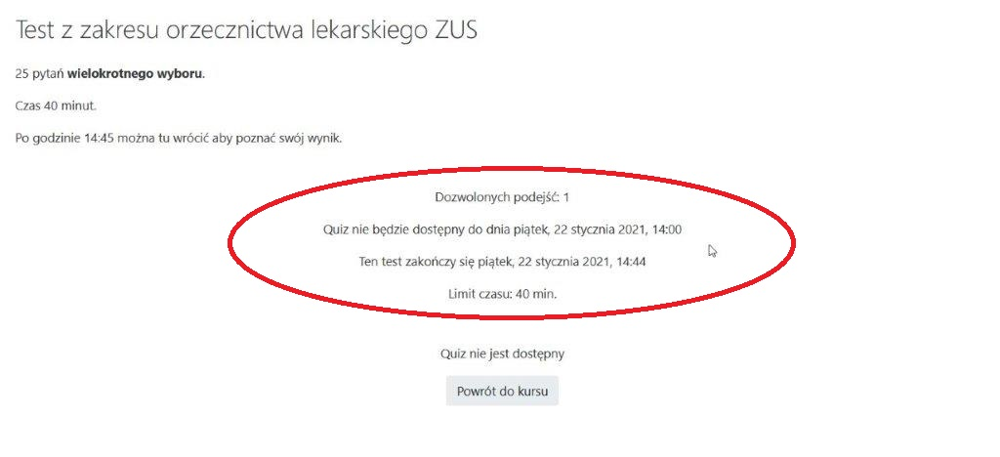 Test z zakresu orzecznictwa lekarskiego ZUS
25 pytań wielokrotnego wyboru.
Czas 40 minut.
Po godzinie 14:45 można tu wrócić aby poznać swój wynik.
Dozwolonych podejść: 1
Quiz nie będzie dostępny do dnia piątek, 22 stycznia 2021, 14:00
Ten test zakończy się piątek, 22 stycznia 2021, 14:44
Limit czasu: 40 min.
Quiz nie jest dostępny
Powrót do kursu